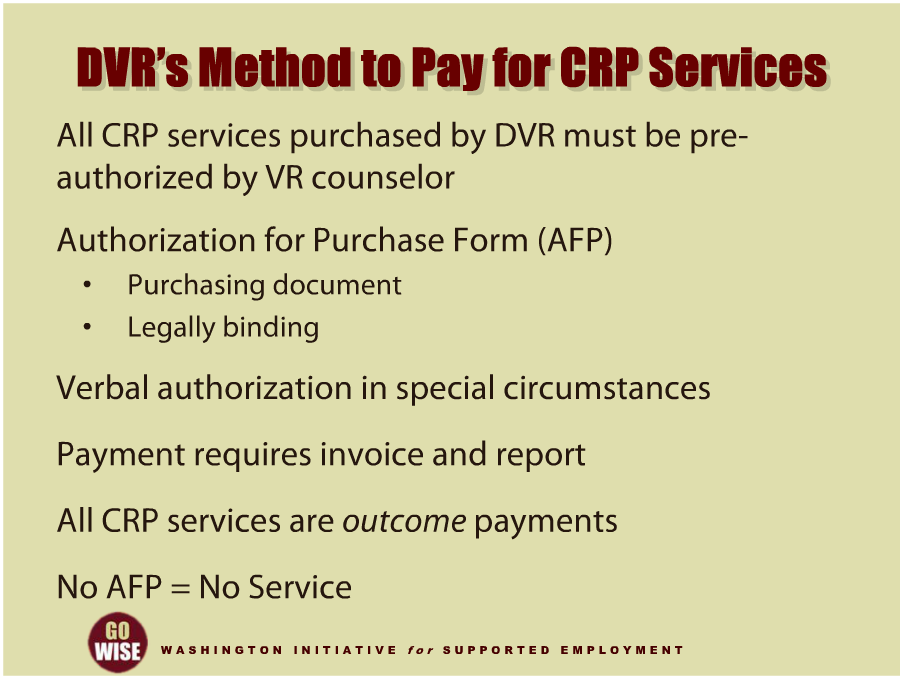 DVR's Method to Pay for CRP Services
All CRP services purchased by DVR must be pre-
authorized by VR counselor
Authorization for Purchase Form (AFP)
• Purchasing document
• Legally binding
Verbal authorization in special circumstances
Payment requires invoice and report
All CRP services are outcome payments
No AFP = No Service
GO
WISE
WASHINGTON INITIATIVE for SUPPORTED EMPLOYMENT